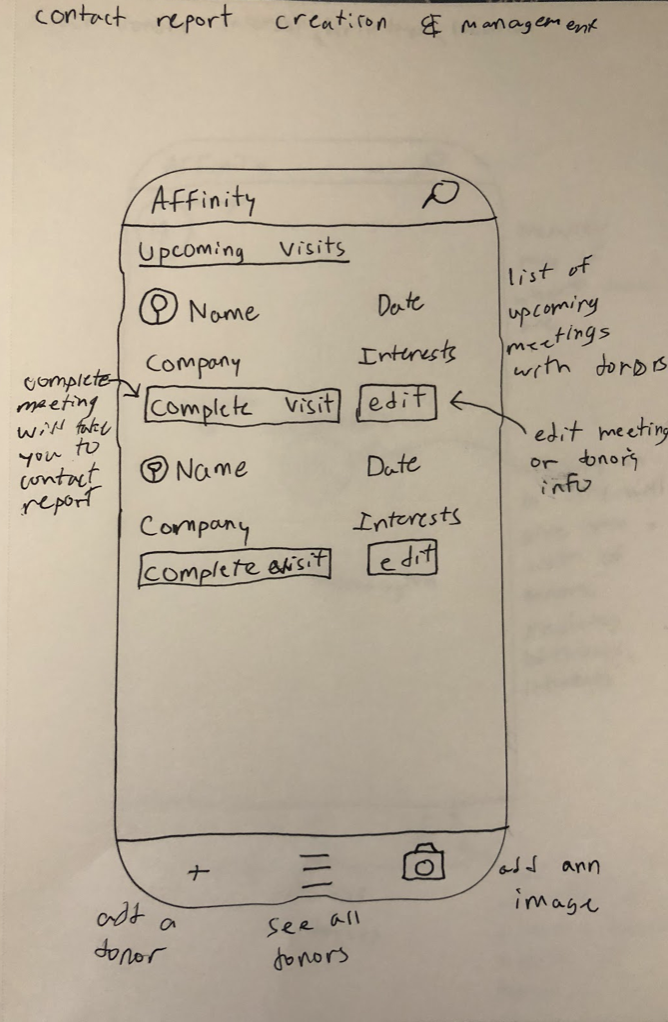 contact report creation & management
Affinity
Upcoming Visits
Name Date
Company Interests
Complete Visit edit
Name Date
Company Interests
Complete visit edit
list of
upcoming
meetings
with donors
complete
meeting
will take
you to
contact
report
edit meeting
or donor's
info
+
add a
donor
see all
donors
add ann
image